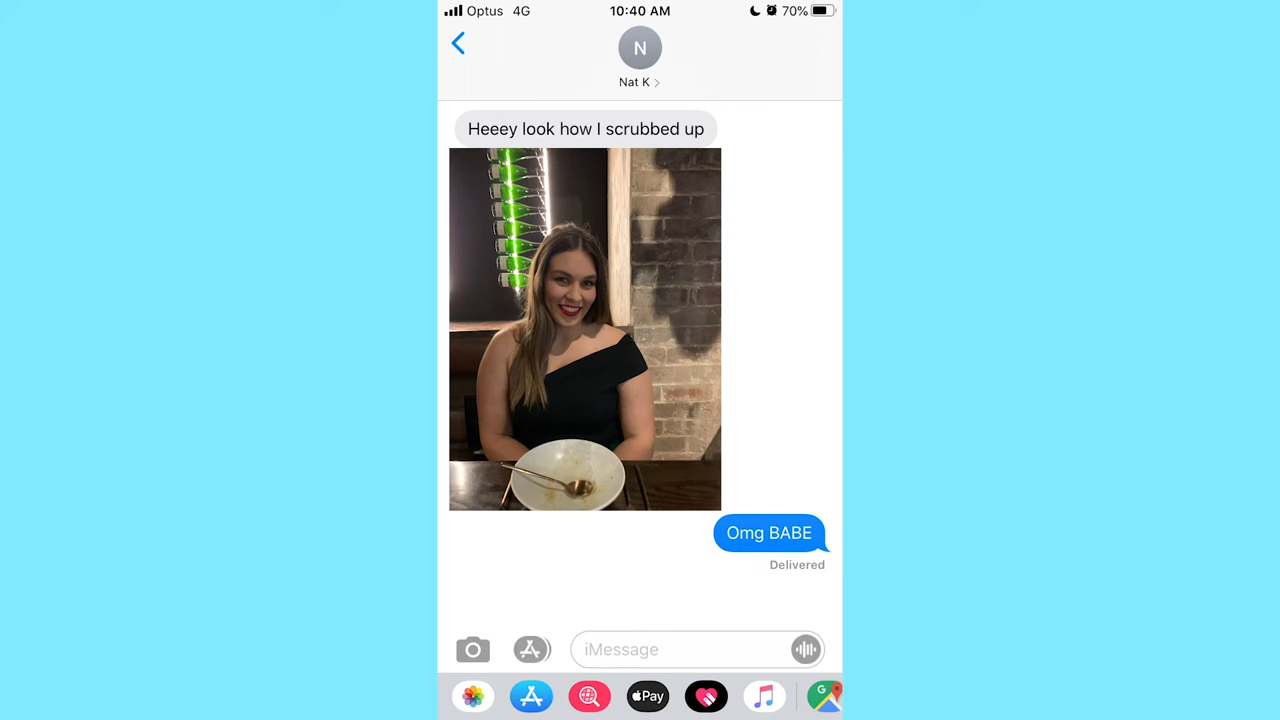 Optus 4G 10:40 AM 70%
N
Nat K
Heeey look how I scrubbed up
Omg BABE
Delivered
iMessage
Pay
G